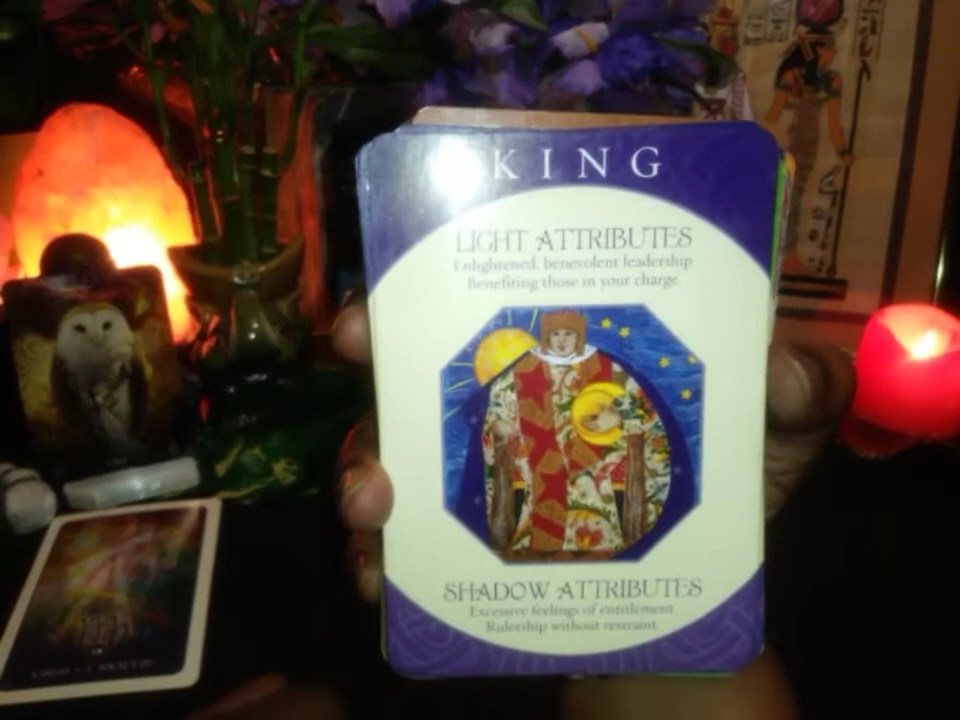 KING
LIGHT ATTRIBUTES
Enlightened, benevolent leadership
Benefiting those in your charge.
SHADOW ATTRIBUTES
Excessive feelings of entitlement
Rulership without restraint.